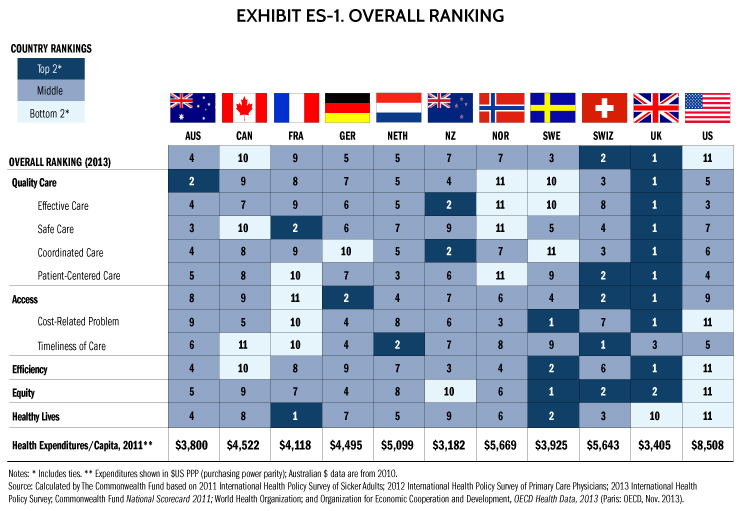 EXHIBIT ES-1. OVERALL RANKING
COUNTRY RANKINGS
Top 2*
Middle
Bottom 2*
AUS CAN FRA GER NETH NZ NOR SWE SWIZ UK US
OVERALL RANKING (2013) 4 10 9 5 5 7 7 3 2 1 11
Quality Care 2 9 8 7 5 4 11 10 3 1 5
Effective Care 4 7 9 6 5 2 11 10 8 1 3
Safe Care 3 10 2 6 7 9 11 5 4 1 7
Coordinated Care 4 8 9 10 5 2 7 11 3 1 6
Patient-Centered Care 5 8 10 7 3 6 11 9 2 1 4
Access 8 9 11 2 4 7 6 4 2 1 9
Cost-Related Problem 9 5 10 4 8 6 3 1 7 1 11
Timeliness of Care 6 11 10 4 2 7 8 9 1 3 5
Efficiency 4 10 8 9 7 3 4 2 6 1 11
Equity 5 9 7 4 8 10 6 1 2 2 11
Healthy Lives 4 8 1 7 5 9 6 2 3 10 11
Health Expenditures/Capita, 2011** $3,800 $4,522 $4,118 $4,495 $5,099 $3,182 $5,669 $3,925 $5,643 $3,405 $8,508
Notes: * Includes ties. ** Expenditures shown in $US PPP (purchasing power parity); Australian $ data are from 2010.
Source: Calculated by The Commonwealth Fund based on 2011 International Health Policy Survey of Sicker Adults; 2012 International Health Policy Survey of Primary Care Physicians; 2013 International Health
Policy Survey; Commonwealth Fund National Scorecard 2011; World Health Organization; and Organization for Economic Cooperation and Development, OECD Health Data, 2013 (Paris: OECD, Nov. 2013).